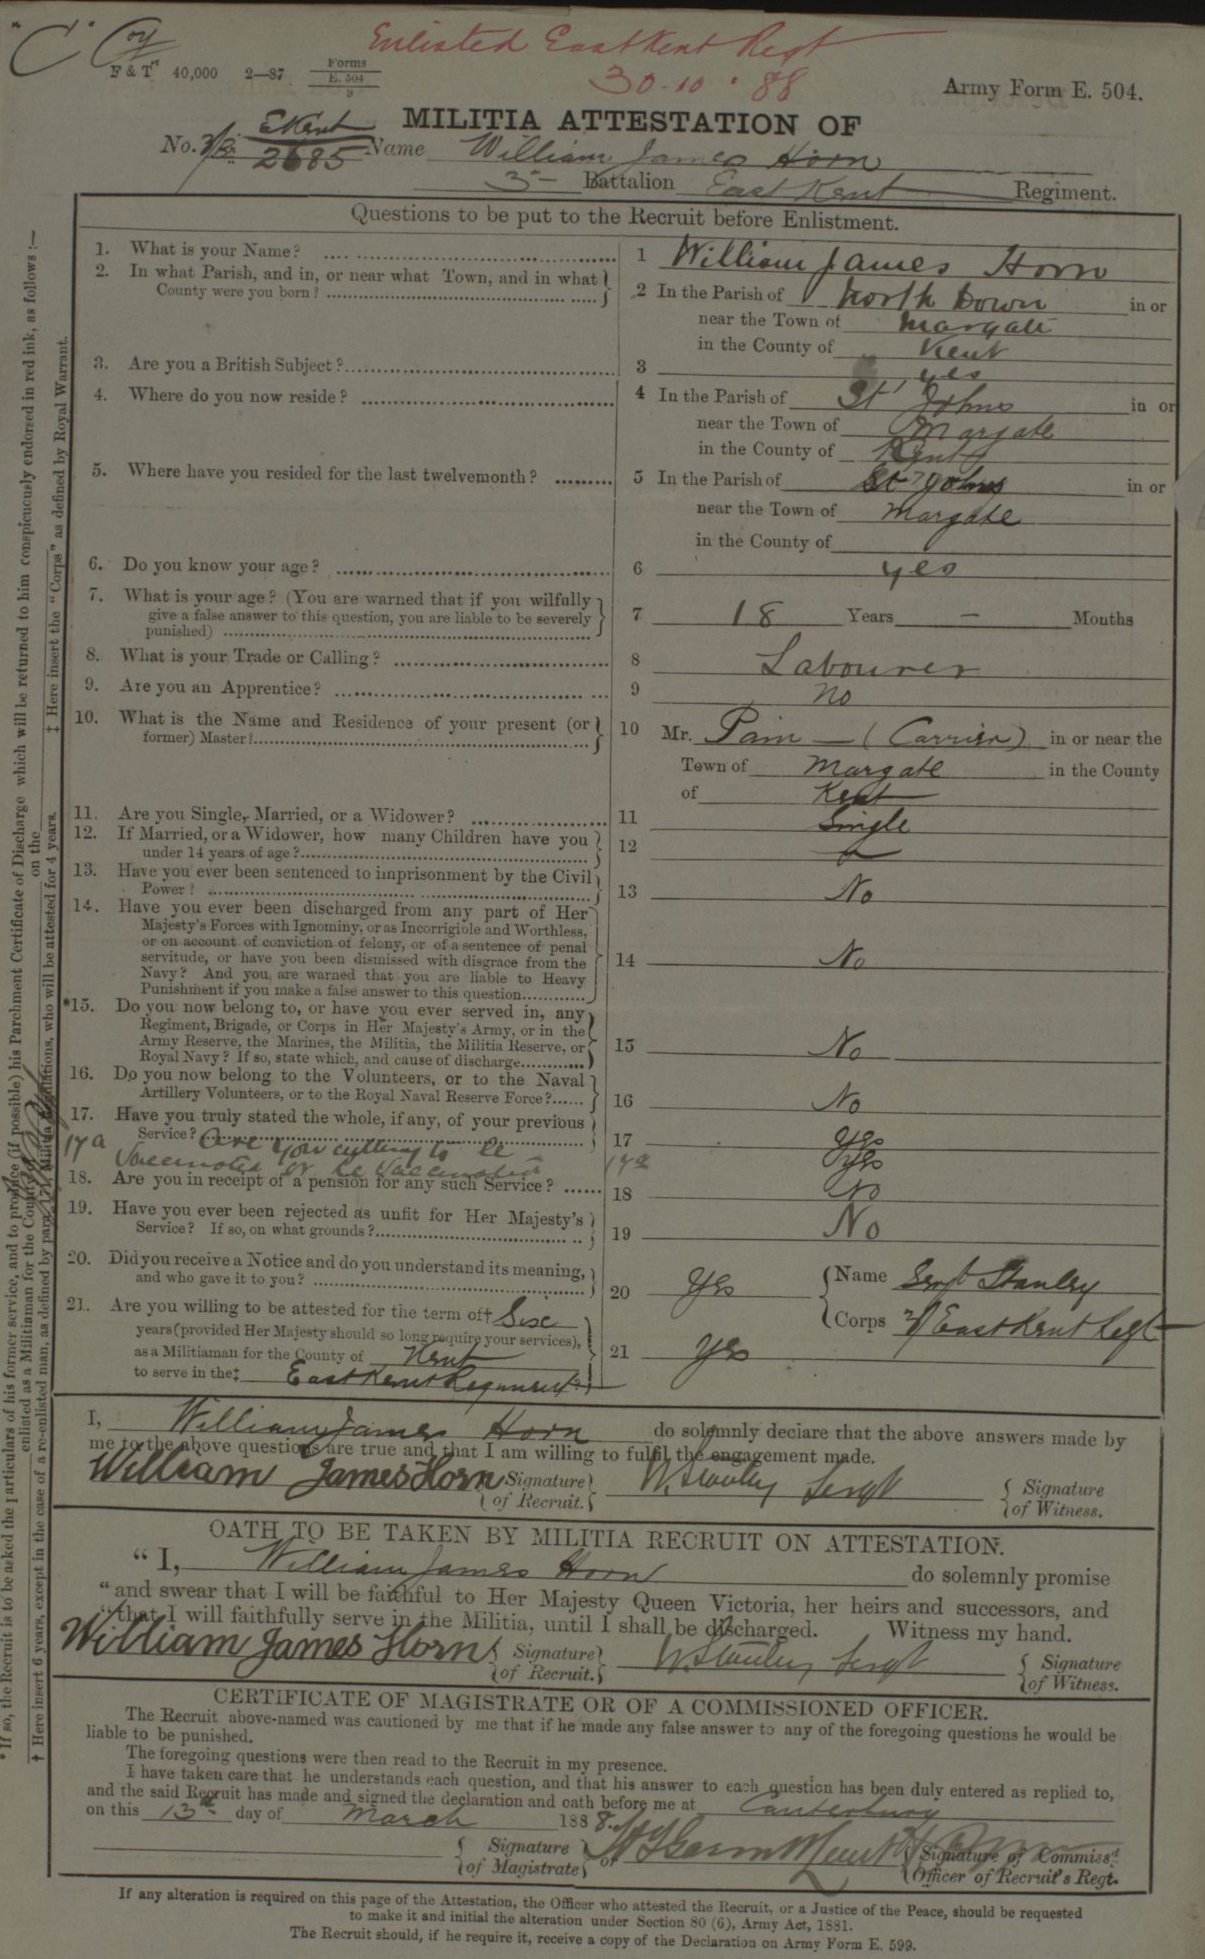 "C" Coy
Enlisted East Kent Regt
30.10.88
F & T 40,000 2—87 Forms E. 504 9
Army Form E. 504.
MILITIA ATTESTATION OF
No. E Kent 2685 Name William James Horn
3 Battalion East Kent Regiment.
Questions to be put to the Recruit before Enlistment.
1. What is your Name? 1 William James Horn
2. In what Parish, and in, or near what Town, and in what
County were you born? 2 In the Parish of North Down in or
near the Town of Margate
in the County of Kent
3. Are you a British Subject? 3 yes
4. Where do you now reside? 4 In the Parish of St Johns in or
near the Town of Margate
in the County of Kent
5. Where have you resided for the last twelvemonth? 5 In the Parish of St Johns in or
near the Town of Margate
in the County of
6. Do you know your age? 6 yes
7. What is your age? (You are warned that if you wilfully
give a false answer to this question, you are liable to be severely
punished) 7 18 Years — Months
8. What is your Trade or Calling? 8 Labourer
9. Are you an Apprentice? 9 No
10. What is the Name and Residence of your present (or
former) Master? 10 Mr. Pain — (Carrier) in or near the
Town of Margate in the County
of Kent
11. Are you Single, Married, or a Widower? 11 Single
12. If Married, or a Widower, how many Children have you
under 14 years of age? 12
13. Have you ever been sentenced to imprisonment by the Civil
Power? 13 No
14. Have you ever been discharged from any part of Her
Majesty's Forces with Ignominy, or as Incorrigible and Worthless,
or on account of conviction of felony, or of a sentence of penal
servitude, or have you been dismissed with disgrace from the
Navy? And you are warned that you are liable to Heavy
Punishment if you make a false answer to this question 14 No
*15. Do you now belong to, or have you ever served in, any
Regiment, Brigade, or Corps in Her Majesty's Army, or in the
Army Reserve, the Marines, the Militia, the Militia Reserve, or
Royal Navy? If so, state which, and cause of discharge 15 No
16. Do you now belong to the Volunteers, or to the Naval
Artillery Volunteers, or to the Royal Naval Reserve Force? 16 No
17. Have you truly stated the whole, if any, of your previous
Service? 17 Yes
17a Are you willing to be
Vaccinated or Re Vaccinated 17a Yes
18. Are you in receipt of a pension for any such Service? 18 No
19. Have you ever been rejected as unfit for Her Majesty's
Service? If so, on what grounds? 19 No
20. Did you receive a Notice and do you understand its meaning,
and who gave it to you? 20 Yes Name Sergt Stanley
Corps East Kent Regt
21. Are you willing to be attested for the term of† Six
years (provided Her Majesty should so long require your services),
as a Militiaman for the County of Kent
to serve in the‡ East Kent Regiment 21 Yes
I, William James Horn do solemnly declare that the above answers made by
me to the above questions are true and that I am willing to fulfil the engagement made.
William James Horn Signature of Recruit. W. Stanley Sergt Signature of Witness.
OATH TO BE TAKEN BY MILITIA RECRUIT ON ATTESTATION.
"I, William James Horn do solemnly promise
"and swear that I will be faithful to Her Majesty Queen Victoria, her heirs and successors, and
"that I will faithfully serve in the Militia, until I shall be discharged. Witness my hand.
William James Horn Signature of Recruit. W. Stanley Sergt Signature of Witness.
CERTIFICATE OF MAGISTRATE OR OF A COMMISSIONED OFFICER.
The Recruit above-named was cautioned by me that if he made any false answer to any of the foregoing questions he would be
liable to be punished.
The foregoing questions were then read to the Recruit in my presence.
I have taken care that he understands each question, and that his answer to each question has been duly entered as replied to,
and the said Recruit has made and signed the declaration and oath before me at Canterbury
on this 13th day of March 1888.
Signature of Magistrate or Signature of Commissd. Officer of Recruit's Regt.
If any alteration is required on this page of the Attestation, the Officer who attested the Recruit, or a Justice of the Peace, should be requested
to make it and initial the alteration under Section 80 (6), Army Act, 1881.
The Recruit should, if he require it, receive a copy of the Declaration on Army Form E. 599.
* If so, the Recruit is to be asked the particulars of his former service, and to produce (if possible) his Parchment Certificate of Discharge which will be returned to him conspicuously endorsed in red ink, as follows:—
enlisted as a Militiaman for the County of on the
† Here insert 6 years, except in the case of a re-enlisted man, as defined by para. Militia Regulations, who will be attested for 4 years.
‡ Here insert the "Corps" as defined by Royal Warrant.